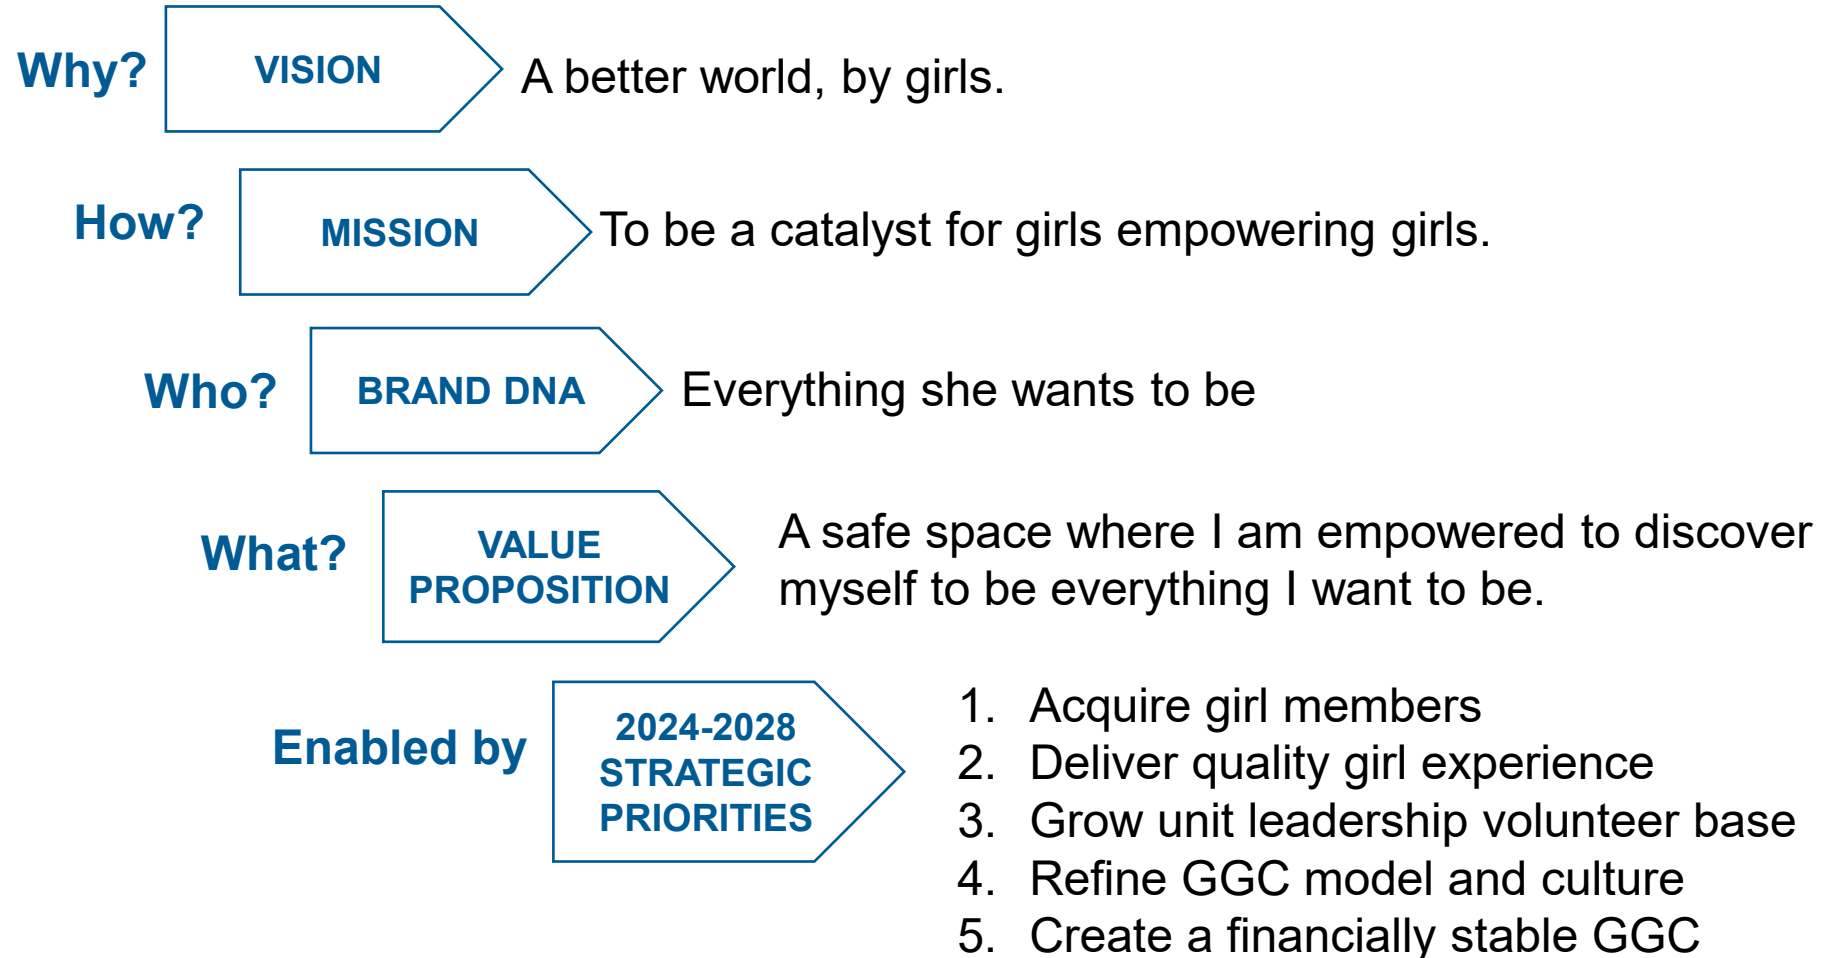 Why?
VISION
A better world, by girls.
How?
MISSION
To be a catalyst for girls empowering girls.
Who?
BRAND DNA
Everything she wants to be
What?
VALUE
PROPOSITION
A safe space where I am empowered to discover
myself to be everything I want to be.
Enabled by
2024-2028
STRATEGIC
PRIORITIES
1. Acquire girl members
2. Deliver quality girl experience
3. Grow unit leadership volunteer base
4. Refine GGC model and culture
5. Create a financially stable GGC